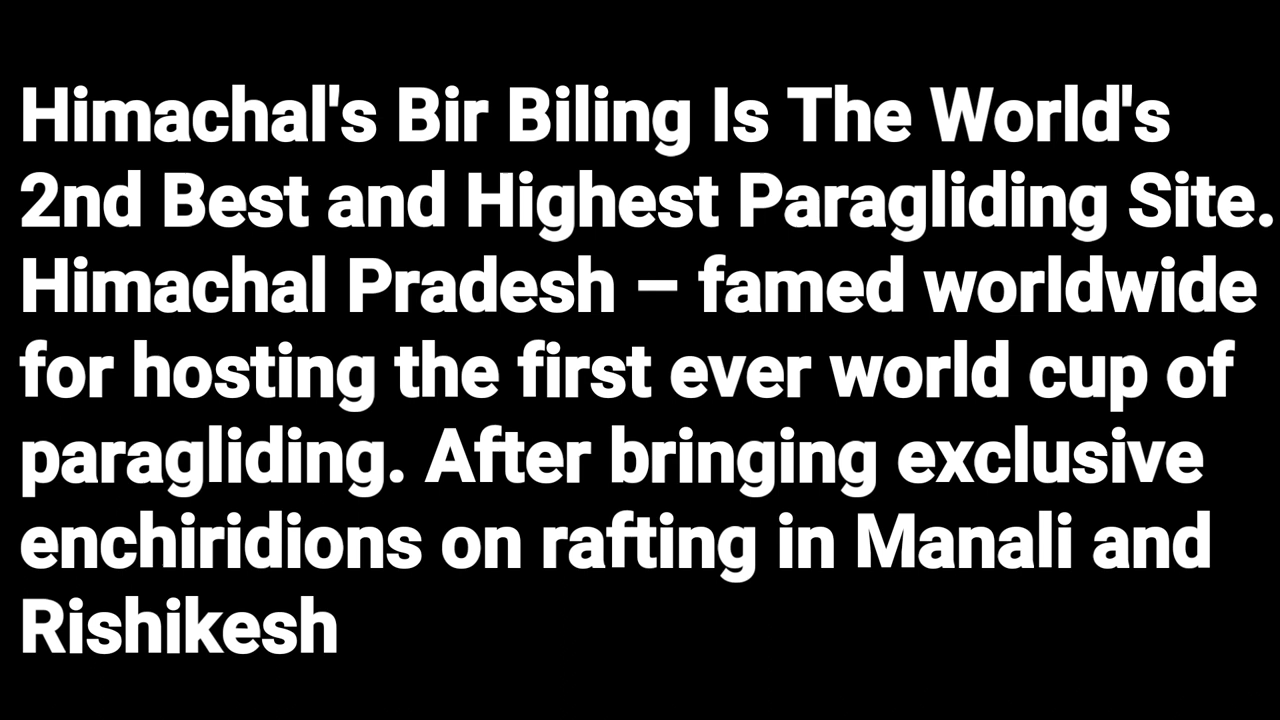 Himachal's Bir Biling Is The World's
2nd Best and Highest Paragliding Site.
Himachal Pradesh – famed worldwide
for hosting the first ever world cup of
paragliding. After bringing exclusive
enchiridions on rafting in Manali and
Rishikesh